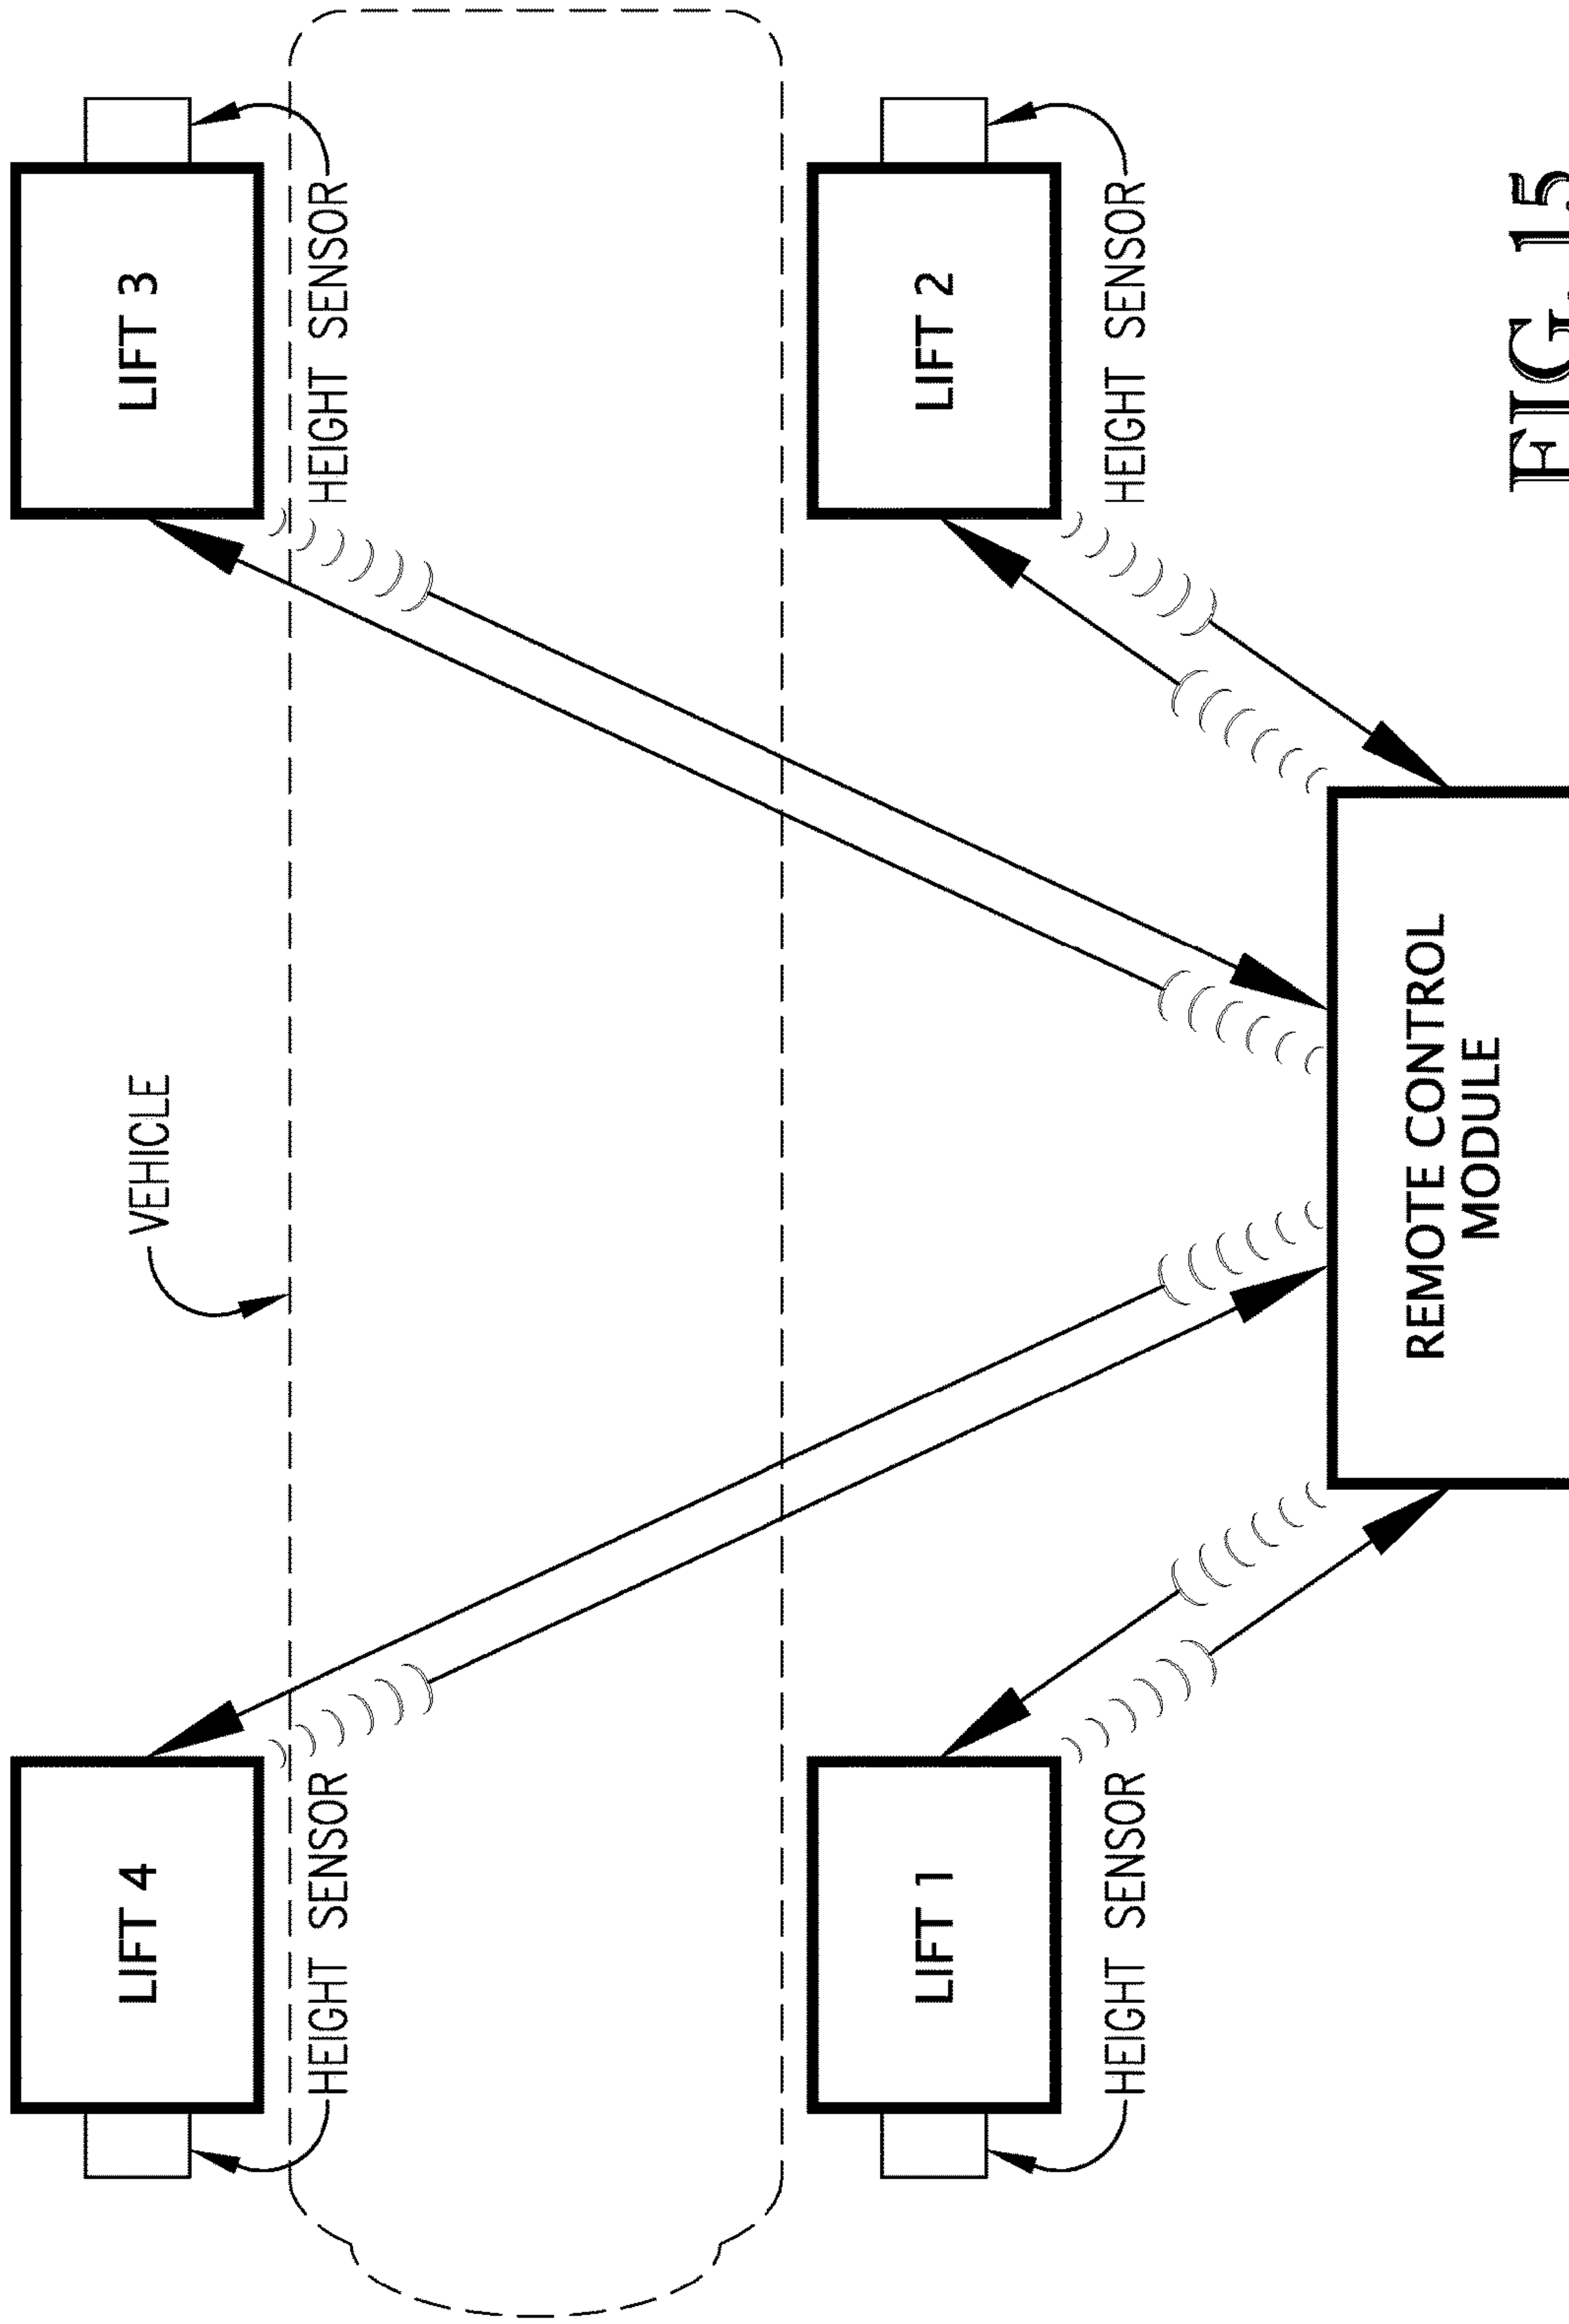 VEHICLE
LIFT 4
LIFT 3
HEIGHT SENSOR
HEIGHT SENSOR
LIFT 1
LIFT 2
HEIGHT SENSOR
HEIGHT SENSOR
REMOTE CONTROL
MODULE
FIG. 15